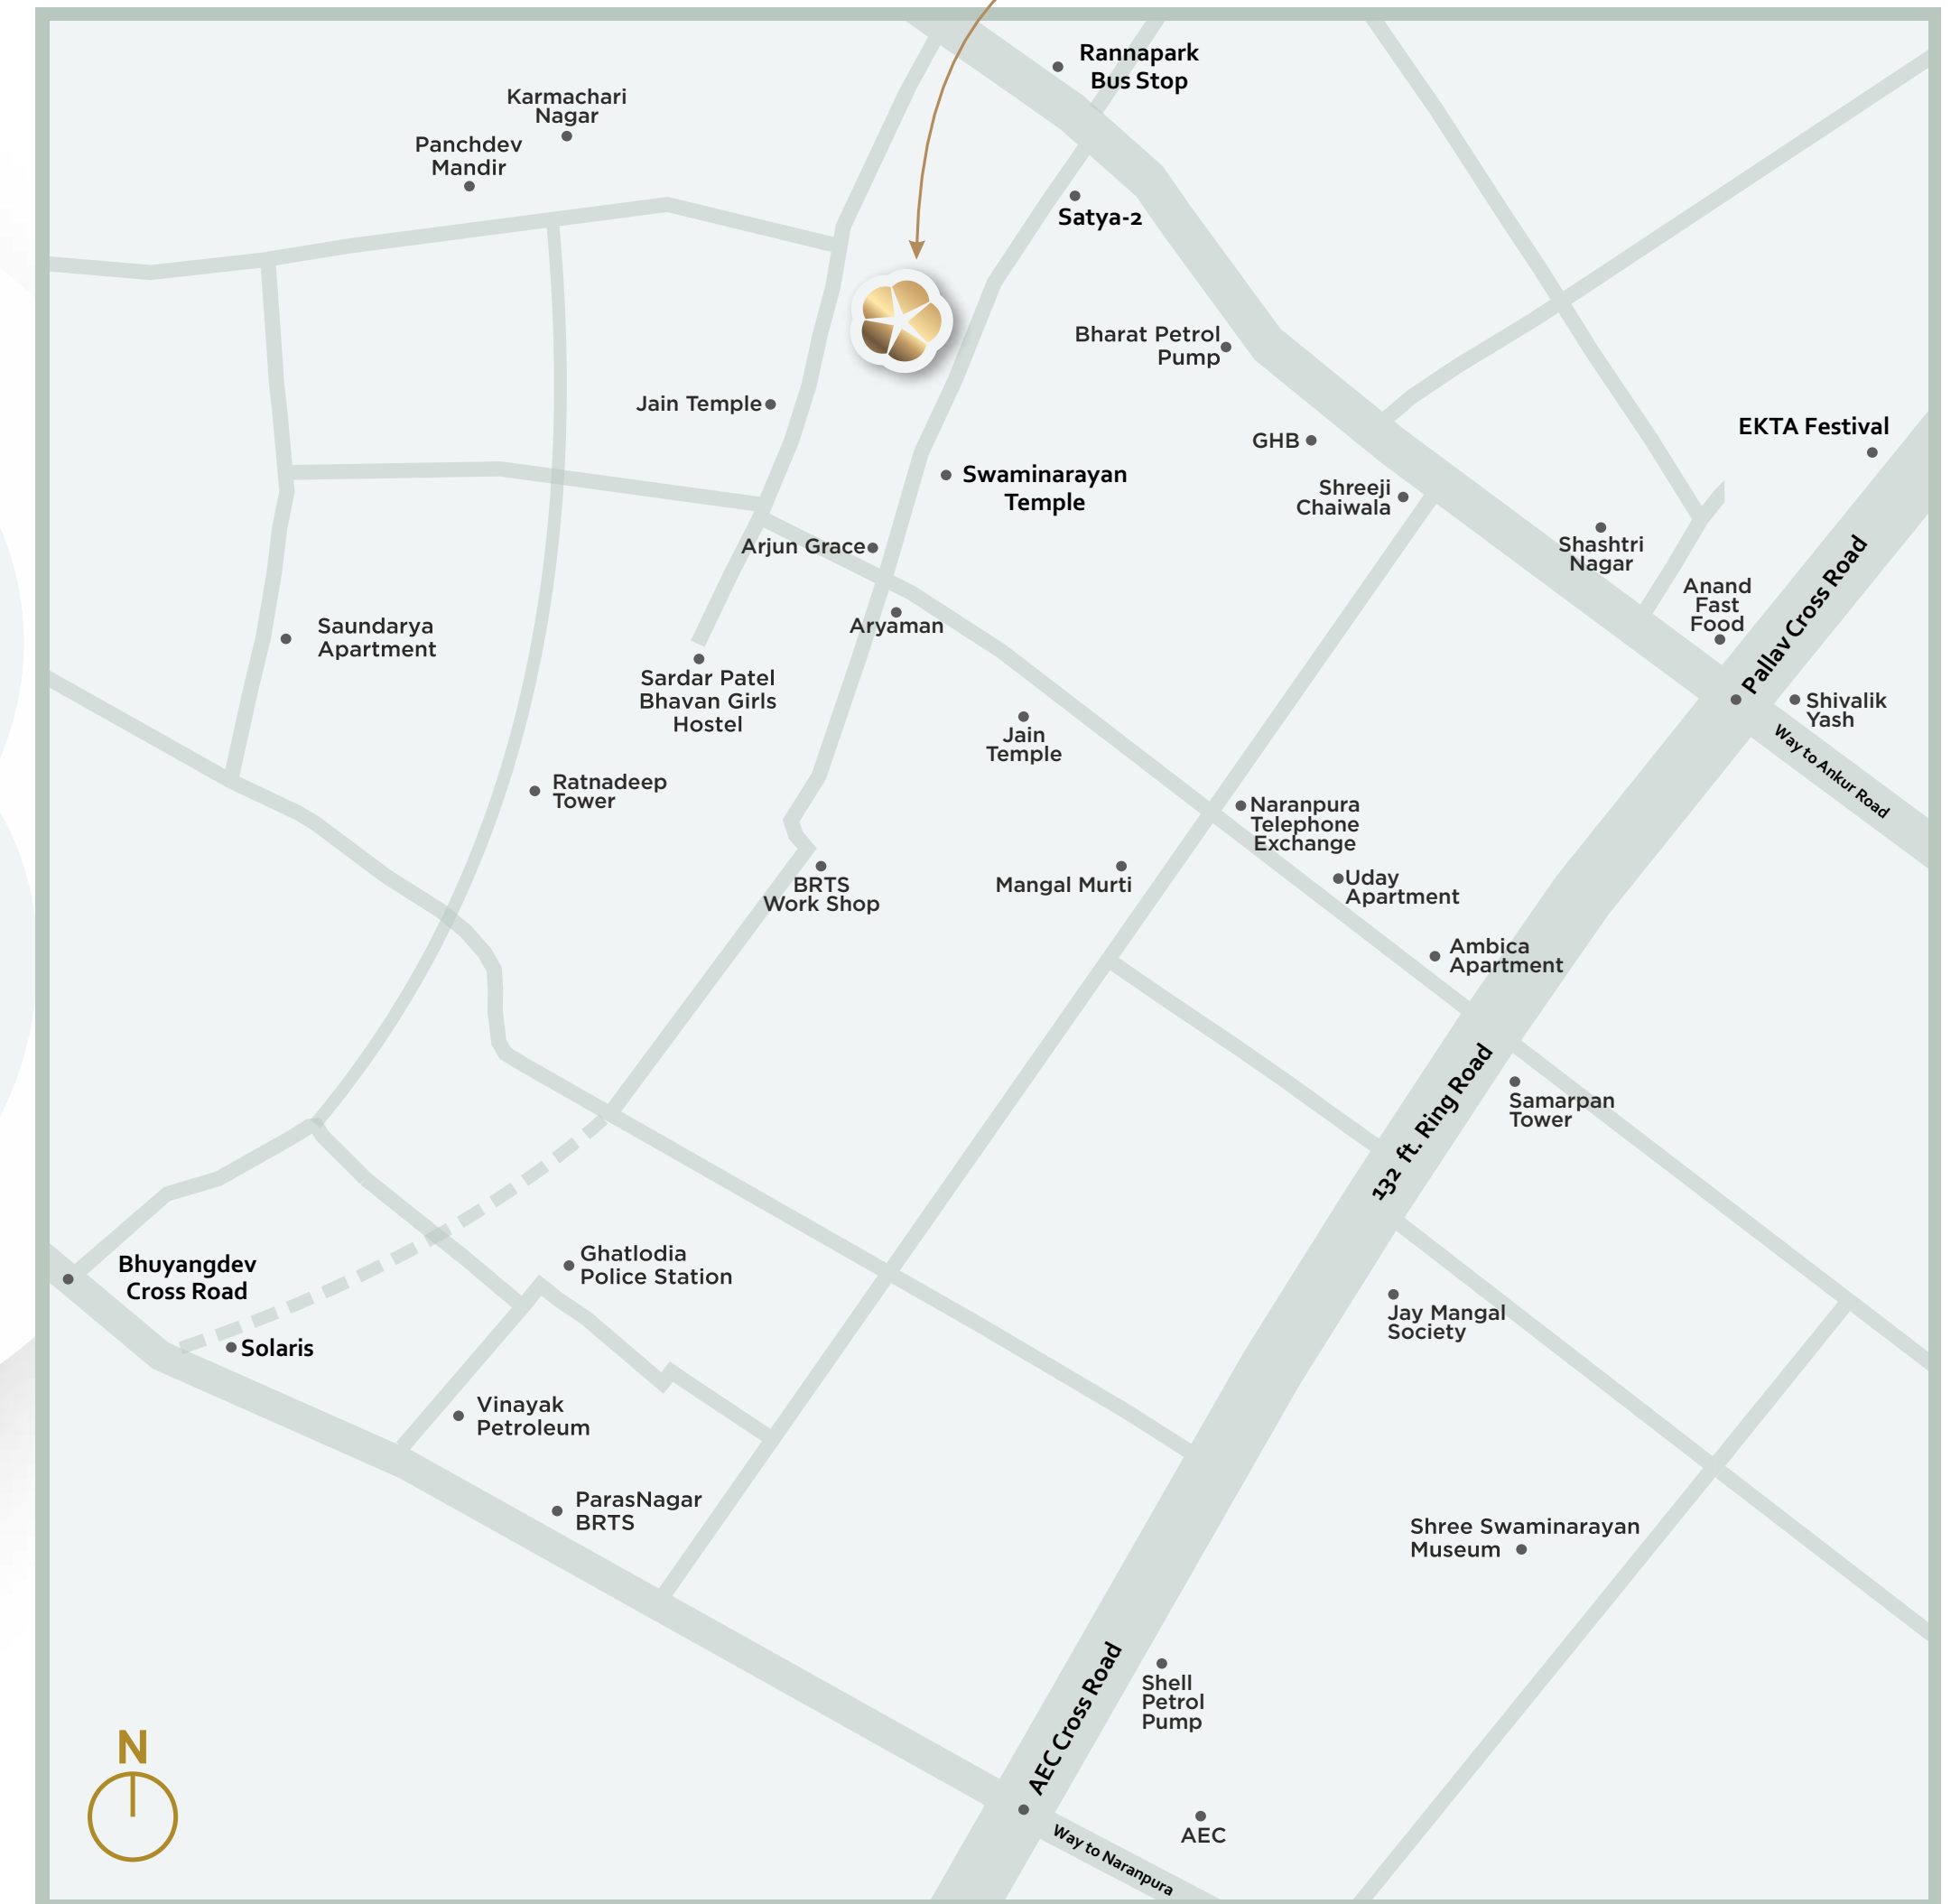 Rannapark
Bus Stop
Karmachari
Nagar
Panchdev
Mandir
Satya-2
Bharat Petrol
Pump
Jain Temple
GHB
EKTA Festival
Swaminarayan
Temple
Shreeji
Chaiwala
Arjun Grace
Shashtri
Nagar
Anand
Fast
Food
Pallav Cross Road
Saundarya
Apartment
Aryaman
Sardar Patel
Bhavan Girls
Hostel
Shivalik
Yash
Jain
Temple
Way to Ankur Road
Ratnadeep
Tower
Naranpura
Telephone
Exchange
BRTS
Work Shop
Mangal Murti
Uday
Apartment
Ambica
Apartment
132 ft. Ring Road
Samarpan
Tower
Bhuyangdev
Cross Road
Ghatlodia
Police Station
Jay Mangal
Society
Solaris
Vinayak
Petroleum
ParasNagar
BRTS
Shree Swaminarayan
Museum
AEC Cross Road
Shell
Petrol
Pump
N
AEC
Way to Naranpura